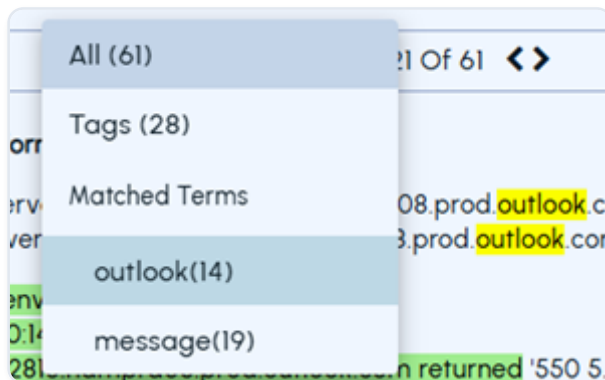 All (61)
21 Of 61
Tags (28)
Matched Terms
08.prod.outlook.c
outlook(14)
3.prod.outlook.com
message(19)
returned '550 5.